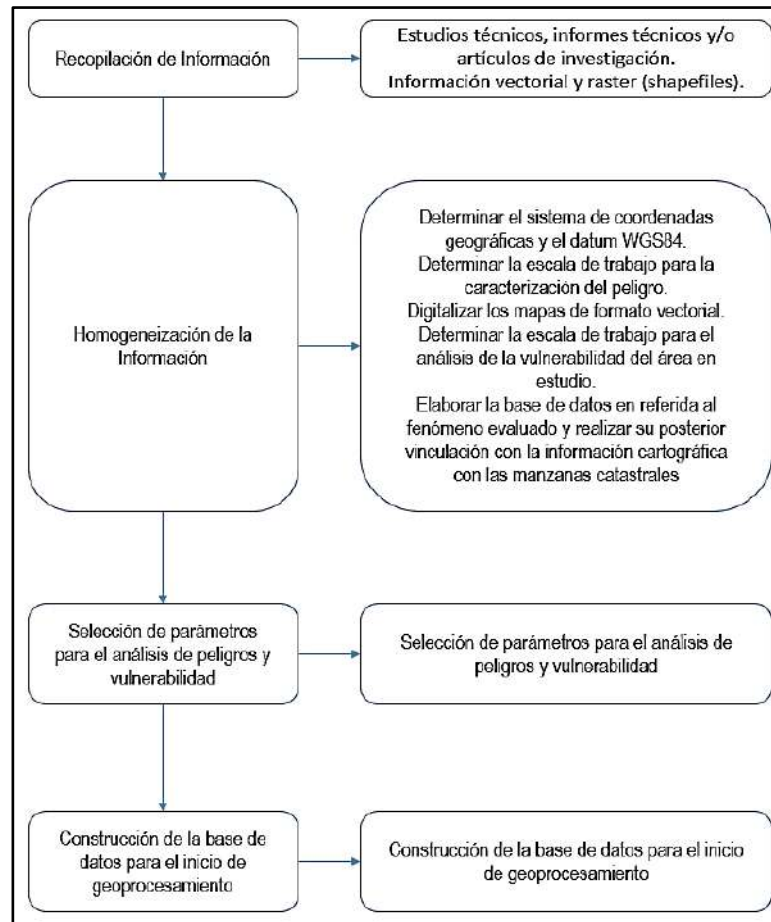 Recopilación de Información
Estudios técnicos, informes técnicos y/o
artículos de investigación.
Información vectorial y raster (shapefiles).
Homogeneización de la
Información
Determinar el sistema de coordenadas
geográficas y el datum WGS84.
Determinar la escala de trabajo para la
caracterización del peligro.
Digitalizar los mapas de formato vectorial.
Determinar la escala de trabajo para el
análisis de la vulnerabilidad del área en
estudio.
Elaborar la base de datos en referida al
fenómeno evaluado y realizar su posterior
vinculación con la información cartográfica
con las manzanas catastrales
Selección de parámetros
para el análisis de peligros y
vulnerabilidad
Selección de parámetros para el análisis de
peligros y vulnerabilidad
Construcción de la base de
datos para el inicio de
geoprocesamiento
Construcción de la base de datos para el inicio
de geoprocesamiento